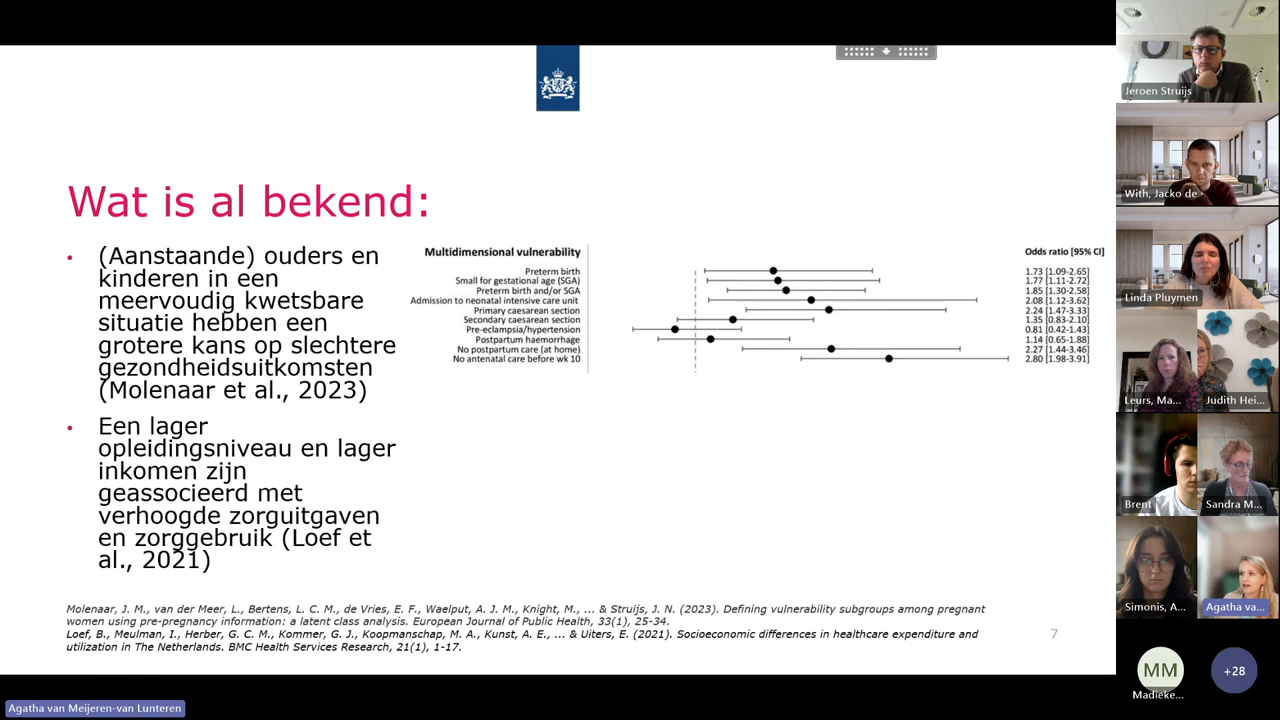 Wat is al bekend:
• (Aanstaande) ouders en
kinderen in een
meervoudig kwetsbare
situatie hebben een
grotere kans op slechtere
gezondheidsuitkomsten
(Molenaar et al., 2023)
• Een lager
opleidingsniveau en lager
inkomen zijn
geassocieerd met
verhoogde zorguitgaven
en zorggebruik (Loef et
al., 2021)
Multidimensional vulnerability Odds ratio [95% CI]
Preterm birth 1.73 [1.09-2.65]
Small for gestational age (SGA) 1.77 [1.11-2.72]
Preterm birth and/or SGA 1.85 [1.30-2.58]
Admission to neonatal intensive care unit 2.08 [1.12-3.62]
Primary caesarean section 2.24 [1.47-3.33]
Secondary caesarean section 1.35 [0.83-2.10]
Pre-eclampsia/hypertension 0.81 [0.42-1.43]
Postpartum haemorrhage 1.14 [0.65-1.88]
No postpartum care (at home) 2.27 [1.44-3.46]
No antenatal care before wk 10 2.80 [1.98-3.91]
Molenaar, J. M., van der Meer, L., Bertens, L. C. M., de Vries, E. F., Waelput, A. J. M., Knight, M., ... & Struijs, J. N. (2023). Defining vulnerability subgroups among pregnant
women using pre-pregnancy information: a latent class analysis. European Journal of Public Health, 33(1), 25-34.
Loef, B., Meulman, I., Herber, G. C. M., Kommer, G. J., Koopmanschap, M. A., Kunst, A. E., ... & Uiters, E. (2021). Socioeconomic differences in healthcare expenditure and
utilization in The Netherlands. BMC Health Services Research, 21(1), 1-17.
7
Agatha van Meijeren-van Lunteren
Jeroen Struijs
With, Jacko de
Linda Pluymen
Leurs, Ma...
Judith Hei...
Brent
Sandra M...
Simonis, A...
Agatha va...
MM
Madieke...
+28